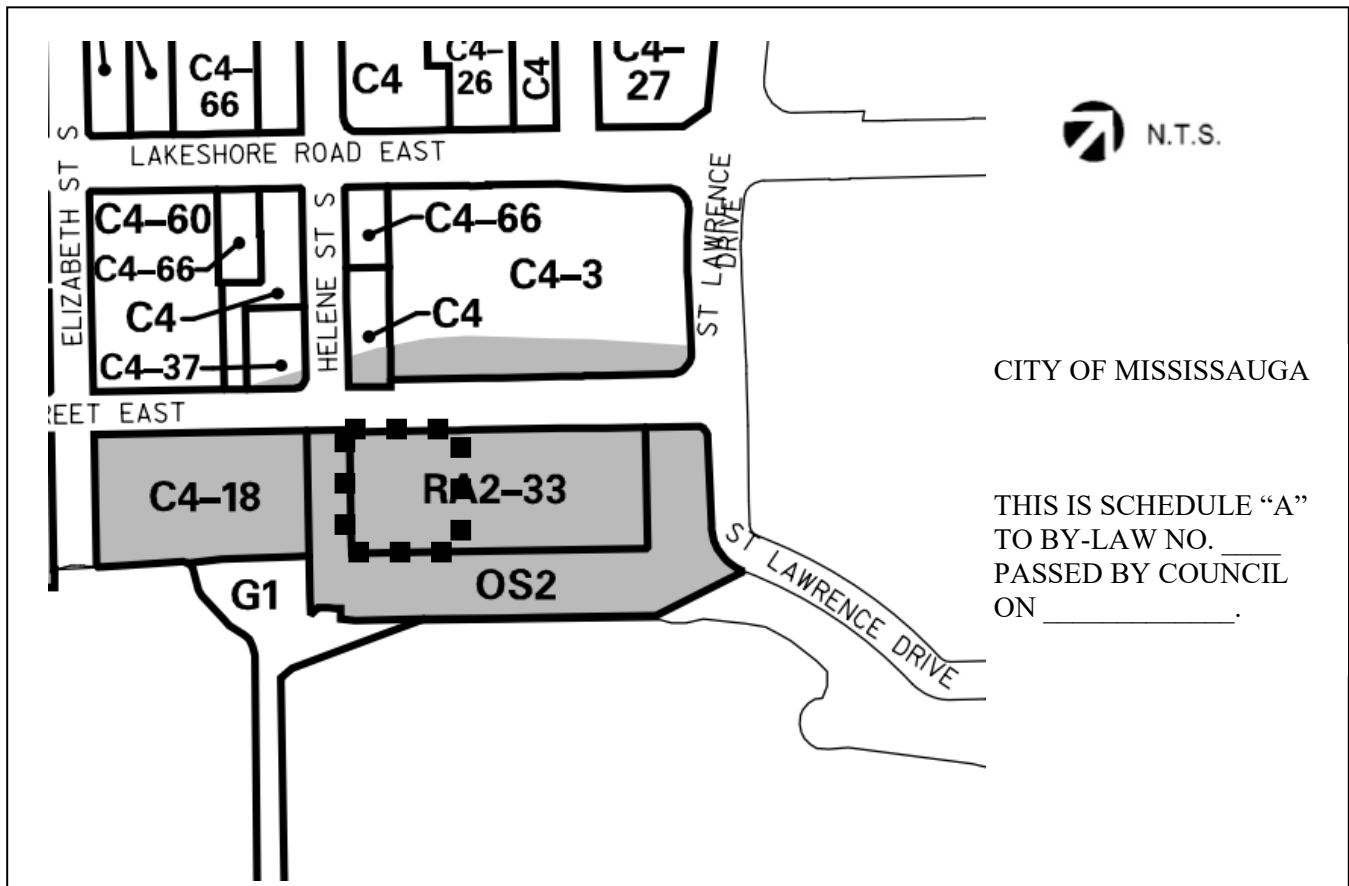 C4–
66
C4
C4–
26
C4
C4–
27
N.T.S.
LAKESHORE ROAD EAST
ELIZABETH ST S
HELENE ST S
ST LAWRENCE
DRIVE
C4–60
C4–66
C4
C4–37
C4–66
C4–3
C4
CITY OF MISSISSAUGA
REET EAST
C4–18
RA2–33
THIS IS SCHEDULE “A”
TO BY-LAW NO. ____
PASSED BY COUNCIL
ON _____________.
G1
OS2
ST LAWRENCE DRIVE